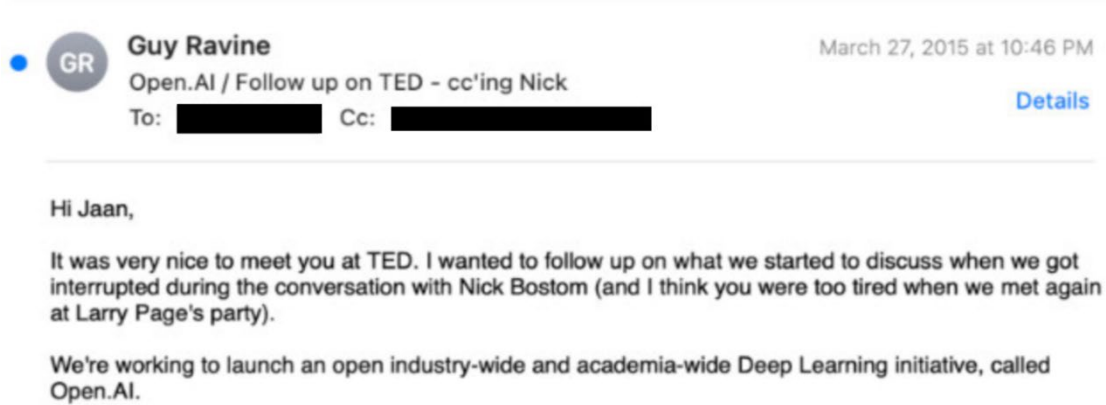 GR
Guy Ravine
March 27, 2015 at 10:46 PM
Open.AI / Follow up on TED - cc'ing Nick
Details
To: Cc:
Hi Jaan,
It was very nice to meet you at TED. I wanted to follow up on what we started to discuss when we got
interrupted during the conversation with Nick Bostom (and I think you were too tired when we met again
at Larry Page's party).
We're working to launch an open industry-wide and academia-wide Deep Learning initiative, called
Open.AI.